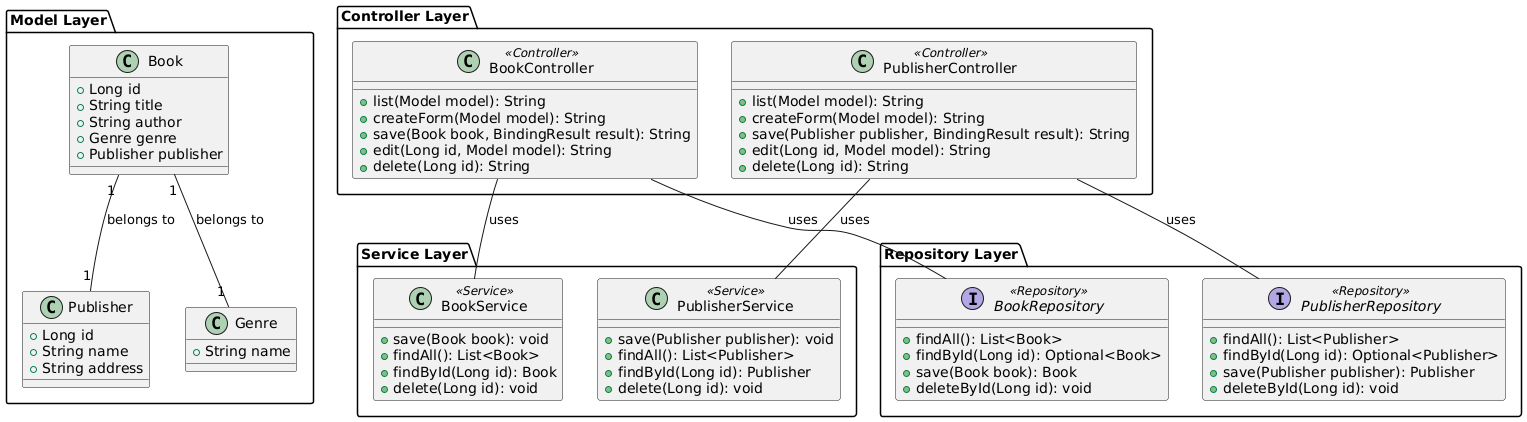 Model Layer
C Book
Long id
String title
String author
Genre genre
Publisher publisher
1
belongs to
1
1
belongs to
1
C Publisher
Long id
String name
String address
C Genre
String name
Controller Layer
«Controller»
C BookController
list(Model model): String
createForm(Model model): String
save(Book book, BindingResult result): String
edit(Long id, Model model): String
delete(Long id): String
«Controller»
C PublisherController
list(Model model): String
createForm(Model model): String
save(Publisher publisher, BindingResult result): String
edit(Long id, Model model): String
delete(Long id): String
uses
uses
uses
uses
Service Layer
«Service»
C BookService
save(Book book): void
findAll(): List<Book>
findById(Long id): Book
delete(Long id): void
«Service»
C PublisherService
save(Publisher publisher): void
findAll(): List<Publisher>
findById(Long id): Publisher
delete(Long id): void
Repository Layer
«Repository»
I BookRepository
findAll(): List<Book>
findById(Long id): Optional<Book>
save(Book book): Book
deleteById(Long id): void
«Repository»
I PublisherRepository
findAll(): List<Publisher>
findById(Long id): Optional<Publisher>
save(Publisher publisher): Publisher
deleteById(Long id): void